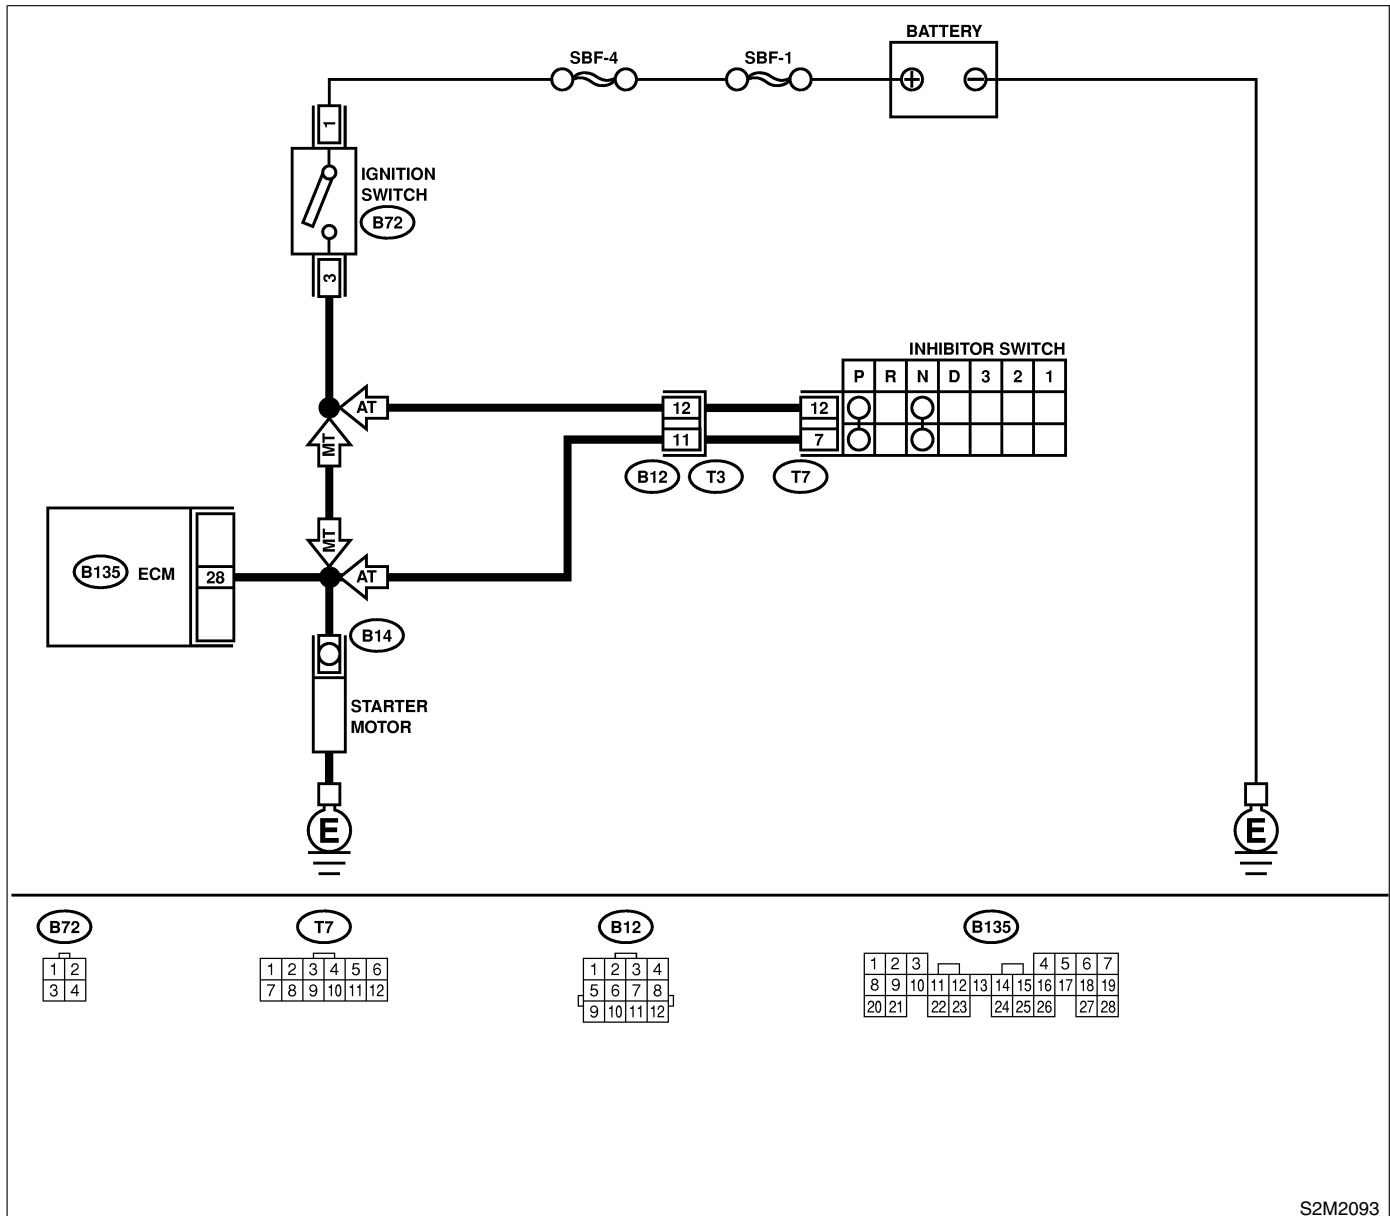 BATTERY
SBF-4
SBF-1
1
IGNITION
SWITCH
B72
3
INHIBITOR SWITCH
P R N D 3 2 1
AT
12
12
MT
11
7
B12
T3
T7
MT
B135
ECM
28
AT
B14
STARTER
MOTOR
E
E
B72
T7
B12
B135
1 2
3 4
1 2 3 4 5 6
7 8 9 10 11 12
1 2 3 4
5 6 7 8
9 10 11 12
1 2 3 4 5 6 7
8 9 10 11 12 13 14 15 16 17 18 19
20 21 22 23 24 25 26 27 28
S2M2093